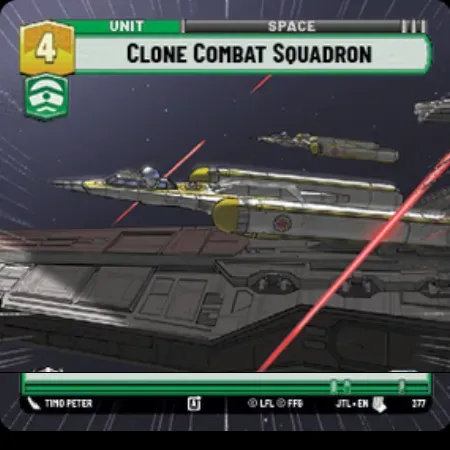 UNIT SPACE
4 CLONE COMBAT SQUADRON
TIMO PETER © LFL © FFG JTL • EN 377